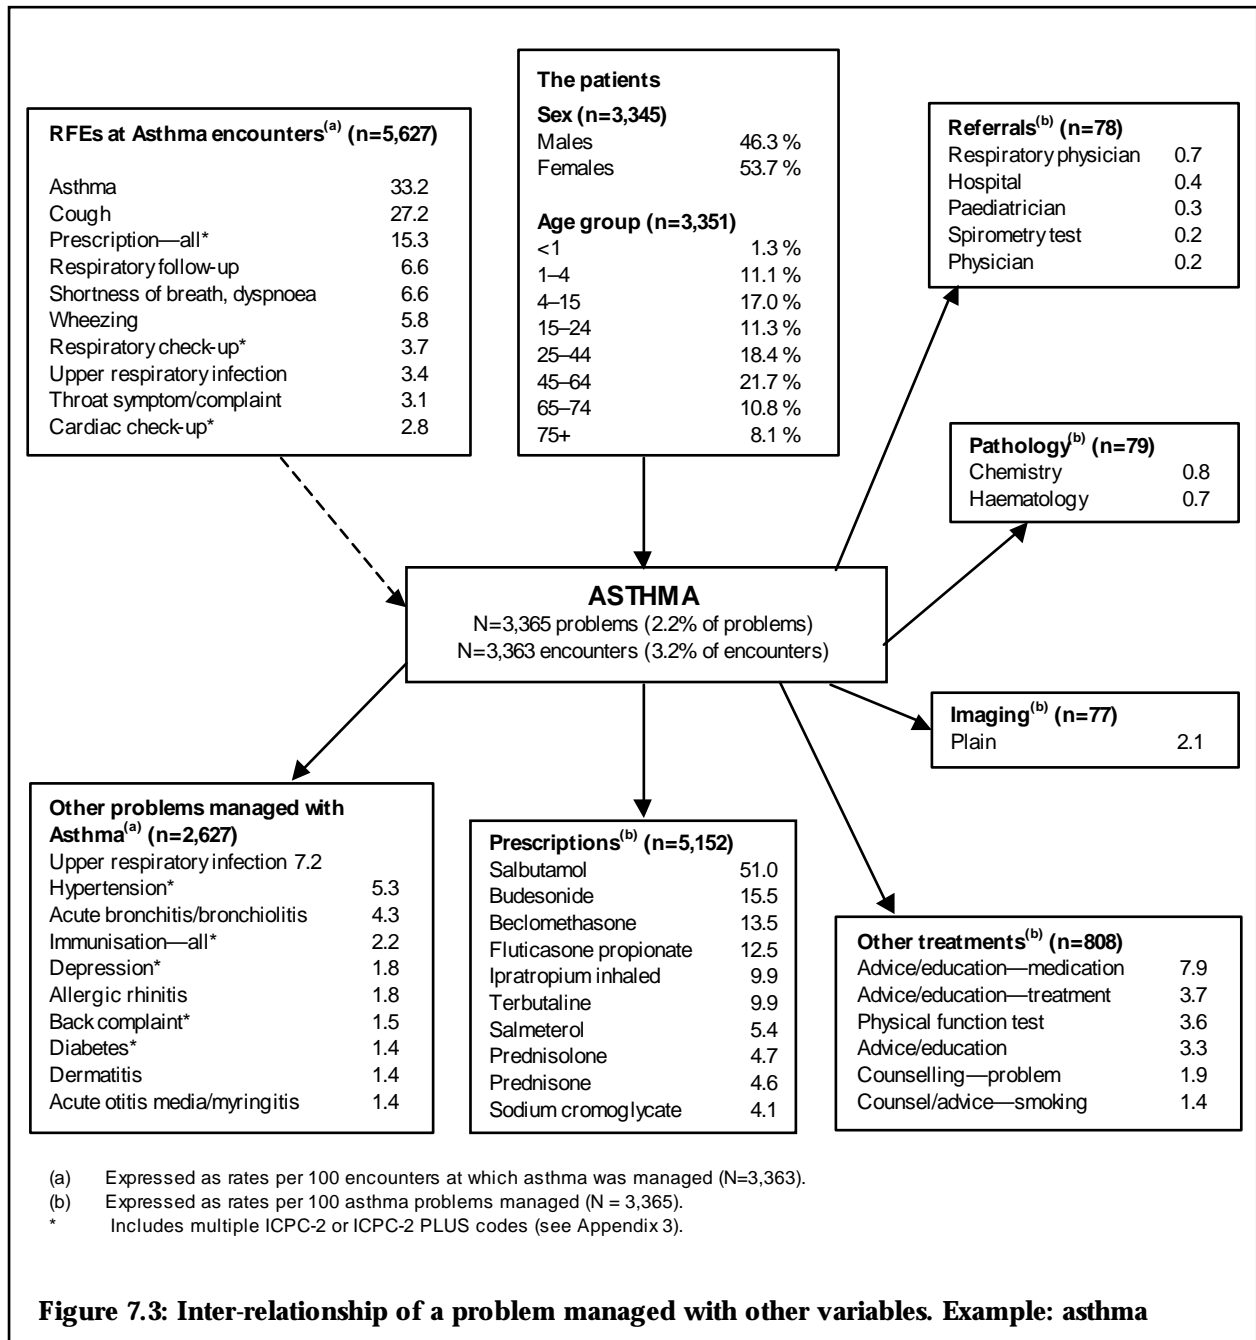 RFEs at Asthma encounters(a) (n=5,627)
Asthma 33.2
Cough 27.2
Prescription—all* 15.3
Respiratory follow-up 6.6
Shortness of breath, dyspnoea 6.6
Wheezing 5.8
Respiratory check-up* 3.7
Upper respiratory infection 3.4
Throat symptom/complaint 3.1
Cardiac check-up* 2.8
The patients
Sex (n=3,345)
Males 46.3 %
Females 53.7 %
Age group (n=3,351)
<1 1.3 %
1–4 11.1 %
4–15 17.0 %
15–24 11.3 %
25–44 18.4 %
45–64 21.7 %
65–74 10.8 %
75+ 8.1 %
Referrals(b) (n=78)
Respiratory physician 0.7
Hospital 0.4
Paediatrician 0.3
Spirometry test 0.2
Physician 0.2
Pathology(b) (n=79)
Chemistry 0.8
Haematology 0.7
ASTHMA
N=3,365 problems (2.2% of problems)
N=3,363 encounters (3.2% of encounters)
Imaging(b) (n=77)
Plain 2.1
Other problems managed with
Asthma(a) (n=2,627)
Upper respiratory infection 7.2
Hypertension* 5.3
Acute bronchitis/bronchiolitis 4.3
Immunisation—all* 2.2
Depression* 1.8
Allergic rhinitis 1.8
Back complaint* 1.5
Diabetes* 1.4
Dermatitis 1.4
Acute otitis media/myringitis 1.4
Prescriptions(b) (n=5,152)
Salbutamol 51.0
Budesonide 15.5
Beclomethasone 13.5
Fluticasone propionate 12.5
Ipratropium inhaled 9.9
Terbutaline 9.9
Salmeterol 5.4
Prednisolone 4.7
Prednisone 4.6
Sodium cromoglycate 4.1
Other treatments(b) (n=808)
Advice/education—medication 7.9
Advice/education—treatment 3.7
Physical function test 3.6
Advice/education 3.3
Counselling—problem 1.9
Counsel/advice—smoking 1.4
(a) Expressed as rates per 100 encounters at which asthma was managed (N=3,363).
(b) Expressed as rates per 100 asthma problems managed (N = 3,365).
* Includes multiple ICPC-2 or ICPC-2 PLUS codes (see Appendix 3).
Figure 7.3: Inter-relationship of a problem managed with other variables. Example: asthma